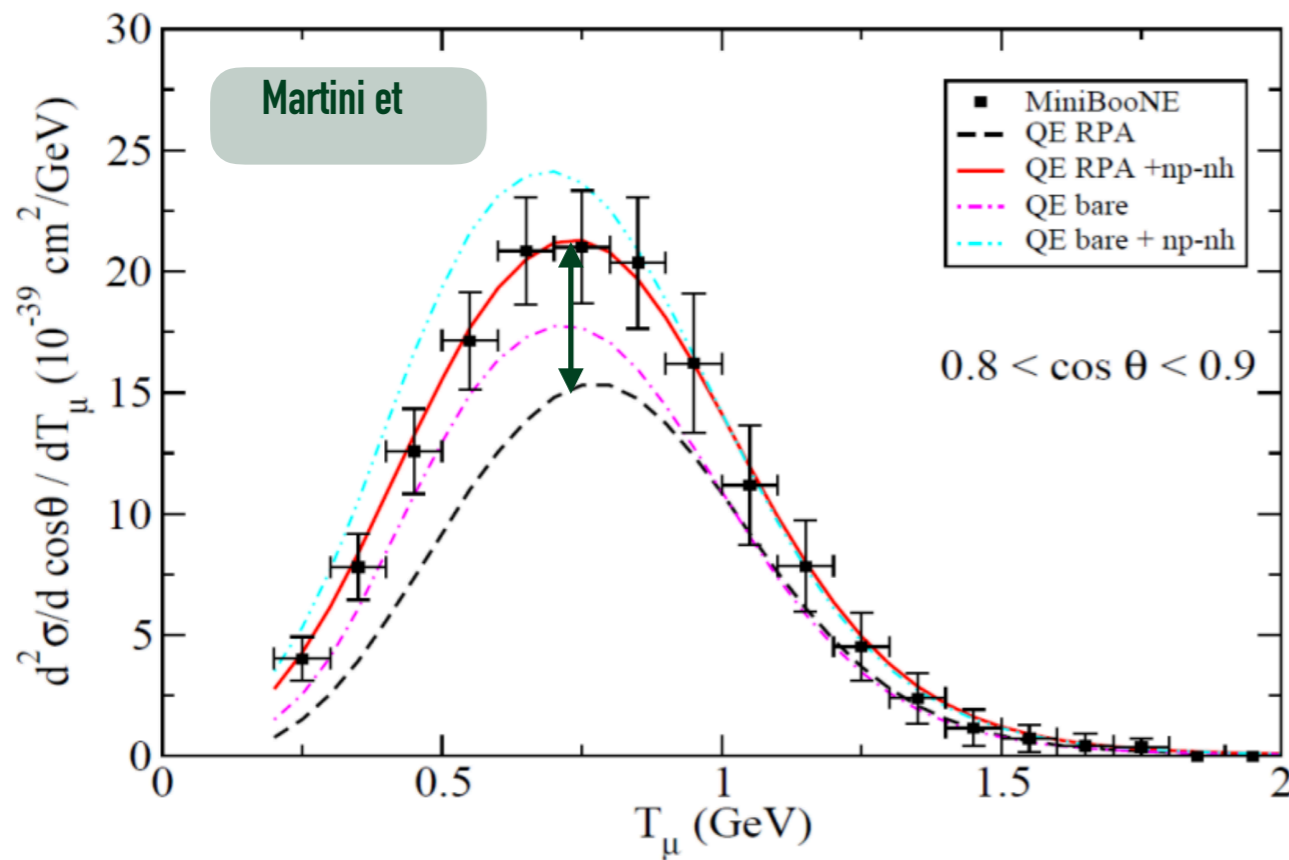 30
25
20
15
10
5
0
0
0.5
1
1.5
2
d² σ/d cosθ / dT_μ (10⁻³⁹ cm²/GeV)
T_μ (GeV)
Martini et
MiniBooNE
QE RPA
QE RPA +np-nh
QE bare
QE bare + np-nh
0.8 < cos θ < 0.9